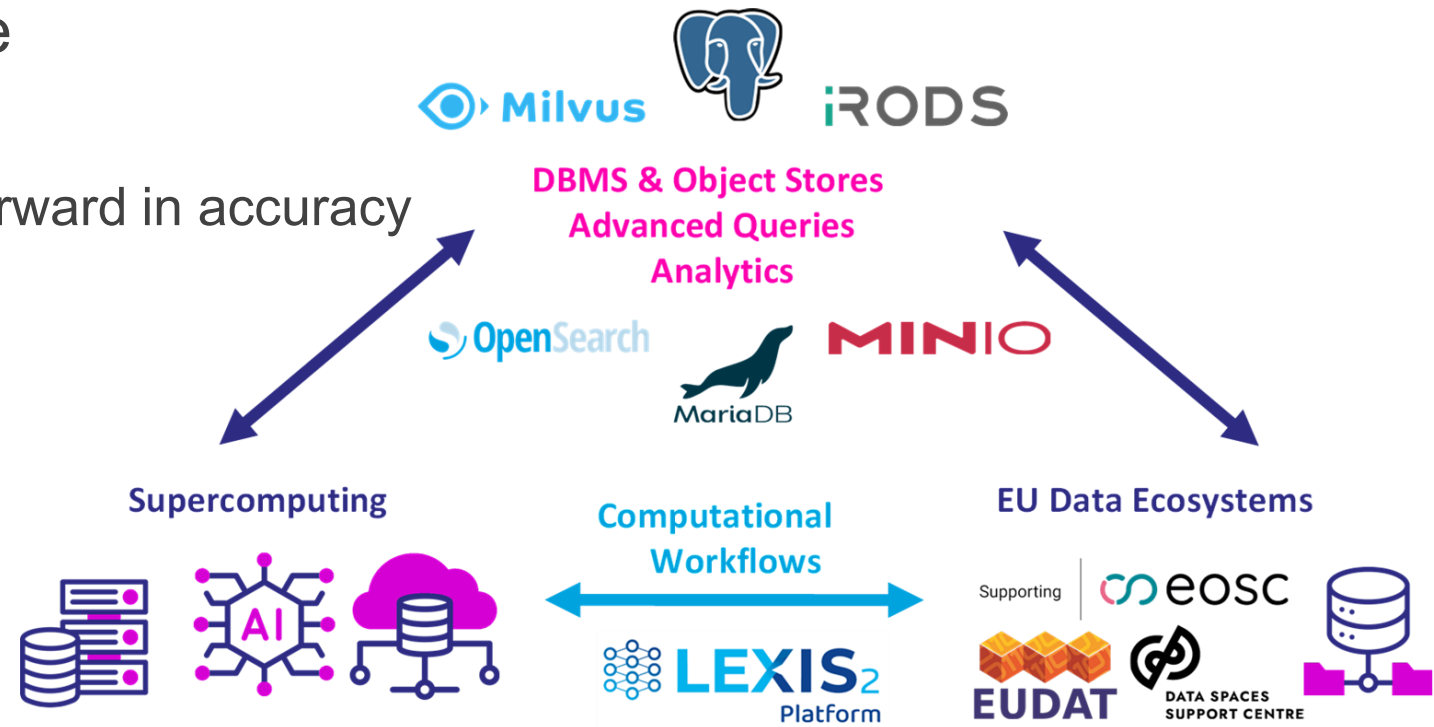 e
Milvus
iRODS
rward in accuracy
DBMS & Object Stores
Advanced Queries
Analytics
OpenSearch
MINIO
MariaDB
Supercomputing
Computational
Workflows
EU Data Ecosystems
AI
Supporting
eosc
LEXIS2
Platform
EUDAT
DATA SPACES
SUPPORT CENTRE